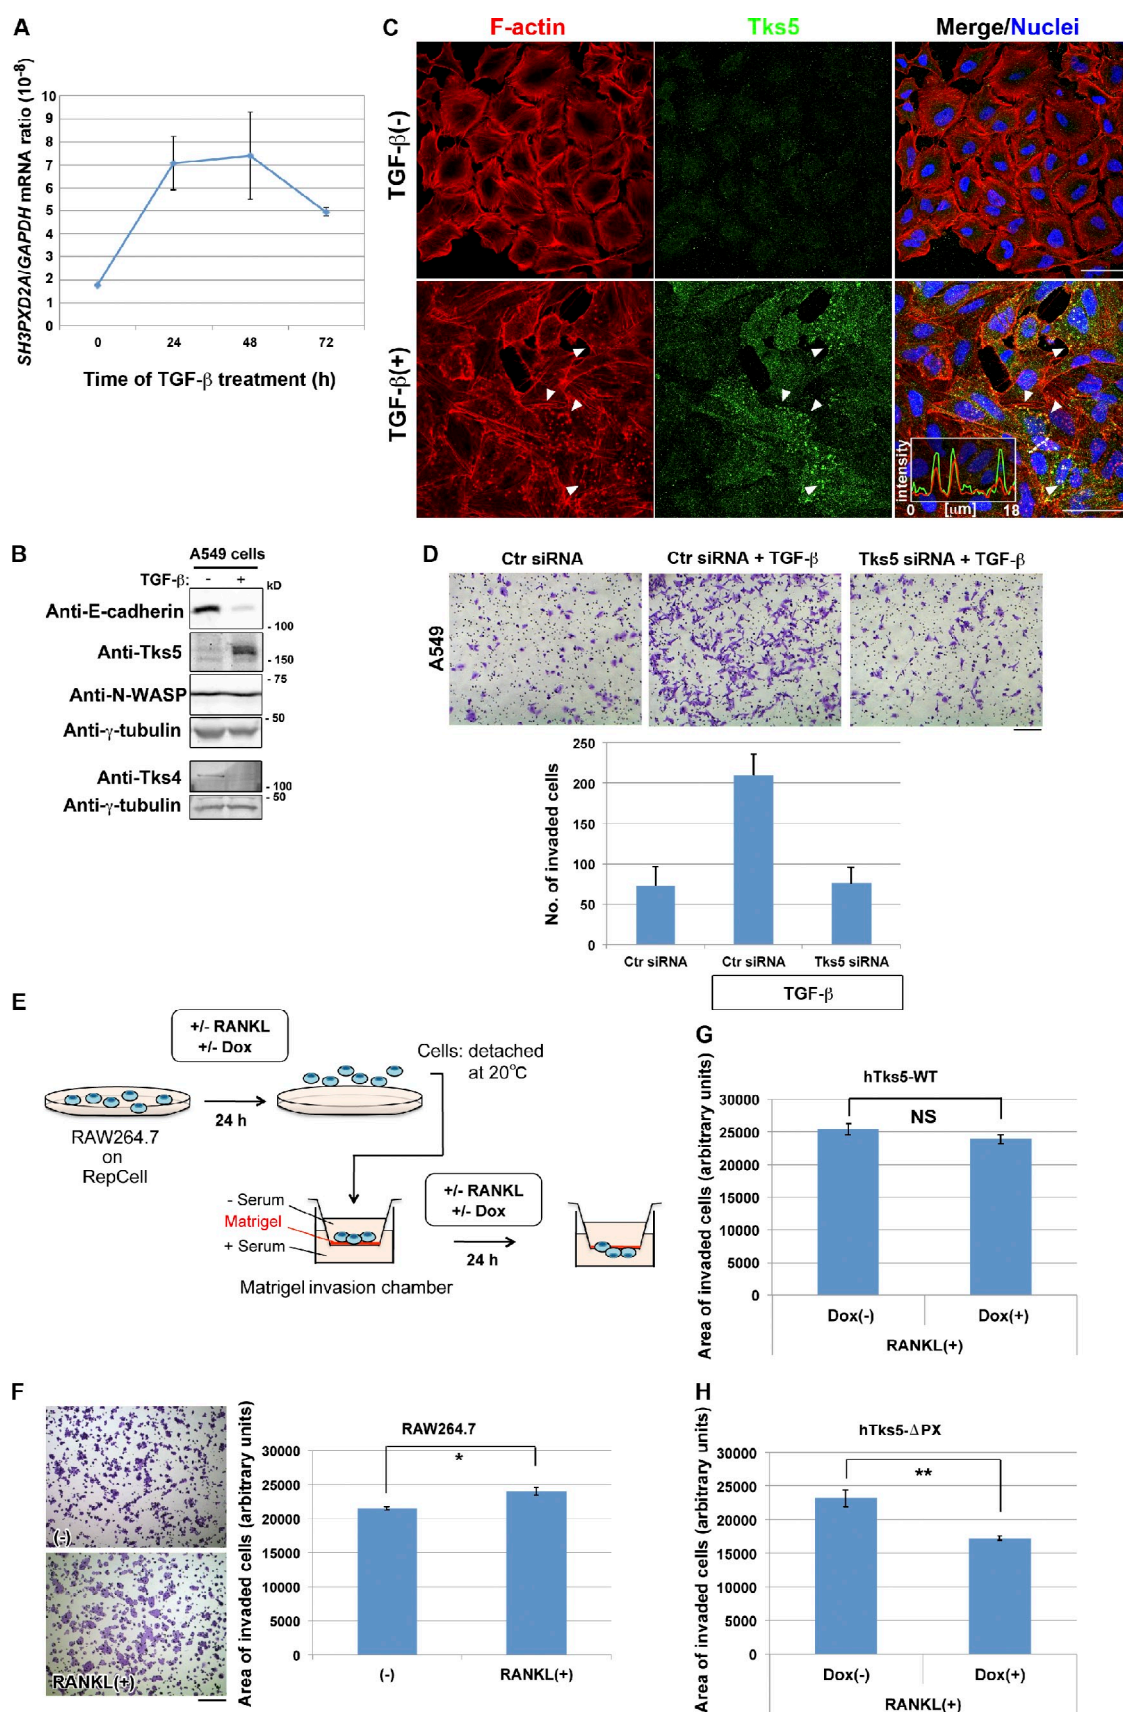 A
SH3PXD2A/GAPDH mRNA ratio (10-8)
10
9
8
7
6
5
4
3
2
1
0
0 24 48 72
Time of TGF-β treatment (h)
C
F-actin Tks5 Merge/Nuclei
TGF-β(-)
TGF-β(+)
intensity
0 [μm] 18
B
A549 cells
TGF-β: - + kD
Anti-E-cadherin
- 100
Anti-Tks5
- 150
- 75
Anti-N-WASP
- 50
Anti-γ-tubulin
Anti-Tks4
- 100
- 50
Anti-γ-tubulin
D
Ctr siRNA Ctr siRNA + TGF-β Tks5 siRNA + TGF-β
A549
No. of invaded cells
250
200
150
100
50
0
Ctr siRNA Ctr siRNA Tks5 siRNA
TGF-β
E
+/- RANKL
+/- Dox
24 h
Cells: detached
at 20℃
RAW264.7
on
RepCell
- Serum
Matrigel
+ Serum
Matrigel invasion chamber
+/- RANKL
+/- Dox
24 h
G
hTks5-WT
NS
Area of invaded cells (arbitrary units)
30000
25000
20000
15000
10000
5000
0
Dox(-) Dox(+)
RANKL(+)
F
(-)
RANKL(+)
RAW264.7
*
Area of invaded cells (arbitrary units)
30000
25000
20000
15000
10000
5000
0
(-) RANKL(+)
H
hTks5-ΔPX
**
Area of invaded cells (arbitrary units)
30000
25000
20000
15000
10000
5000
0
Dox(-) Dox(+)
RANKL(+)